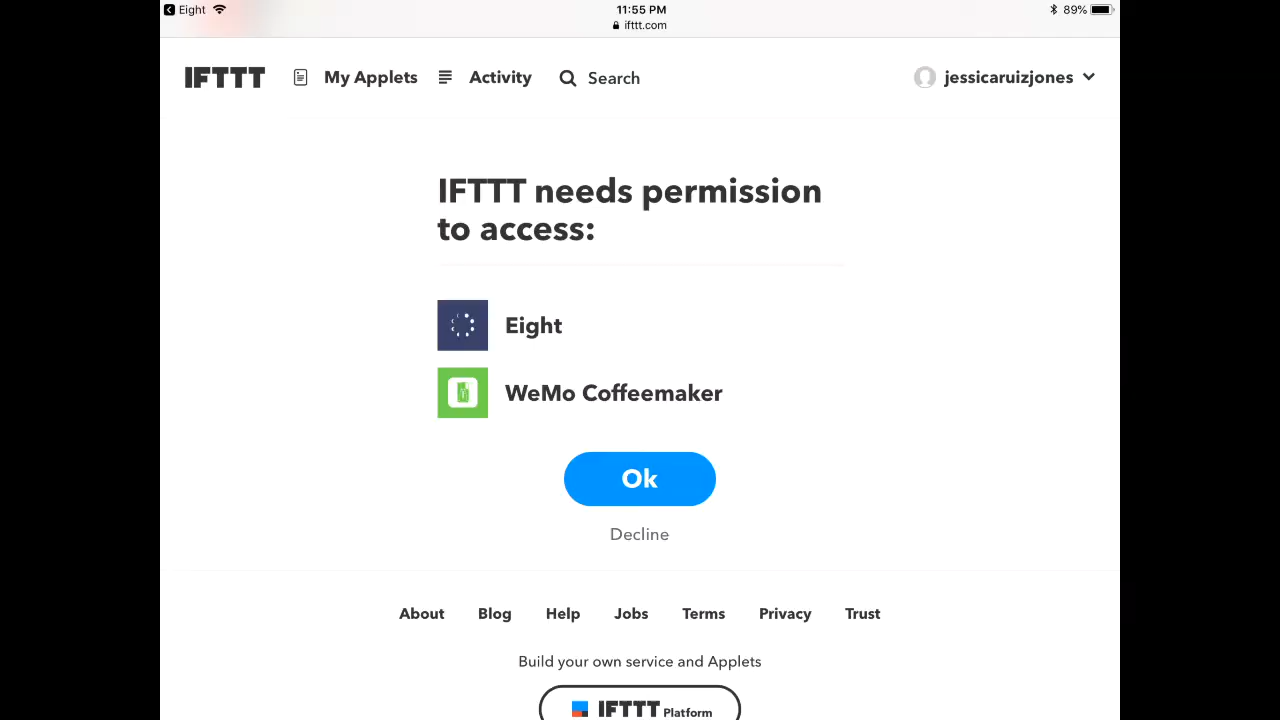 Eight 11:55 PM 89%
ifttt.com
IFTTT My Applets Activity Search jessicaruizjones
IFTTT needs permission
to access:
Eight
WeMo Coffeemaker
Ok
Decline
About Blog Help Jobs Terms Privacy Trust
Build your own service and Applets
IFTTT Platform